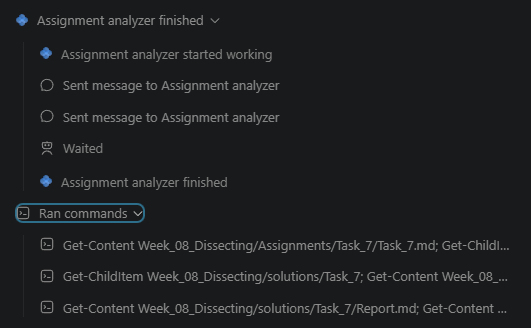 Assignment analyzer finished
Assignment analyzer started working
Sent message to Assignment analyzer
Sent message to Assignment analyzer
Waited
Assignment analyzer finished
Ran commands
Get-Content Week_08_Dissecting/Assignments/Task_7/Task_7.md; Get-ChildI...
Get-ChildItem Week_08_Dissecting/solutions/Task_7; Get-Content Week_08_...
Get-Content Week_08_Dissecting/solutions/Task_7/Report.md; Get-Content ...